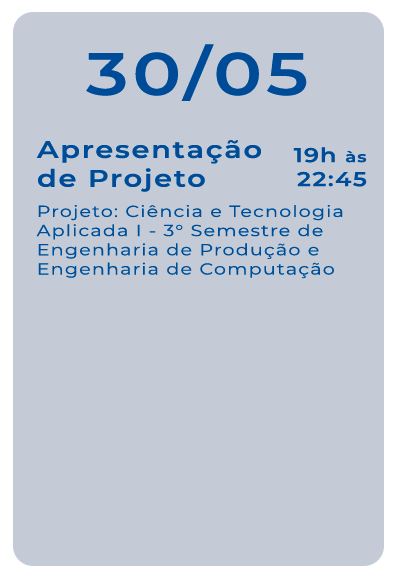 30/05
Apresentação
de Projeto
19h às
22:45
Projeto: Ciência e Tecnologia
Aplicada I - 3º Semestre de
Engenharia de Produção e
Engenharia de Computação